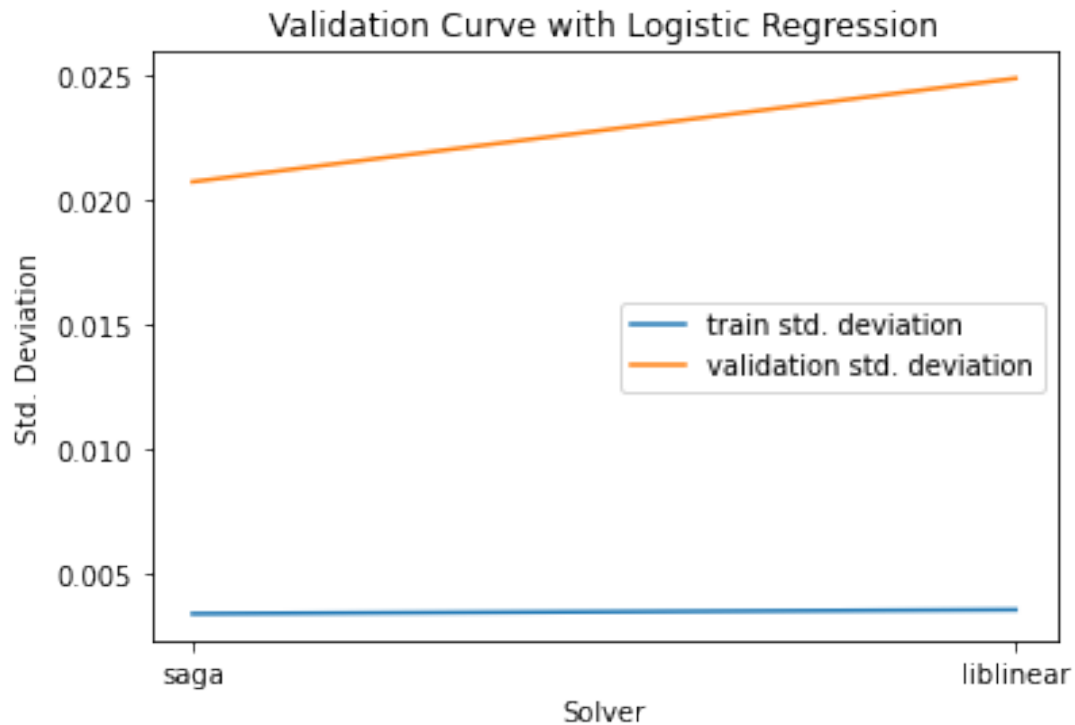 Validation Curve with Logistic Regression
Std. Deviation
0.025
0.020
0.015
0.010
0.005
train std. deviation
validation std. deviation
saga
liblinear
Solver